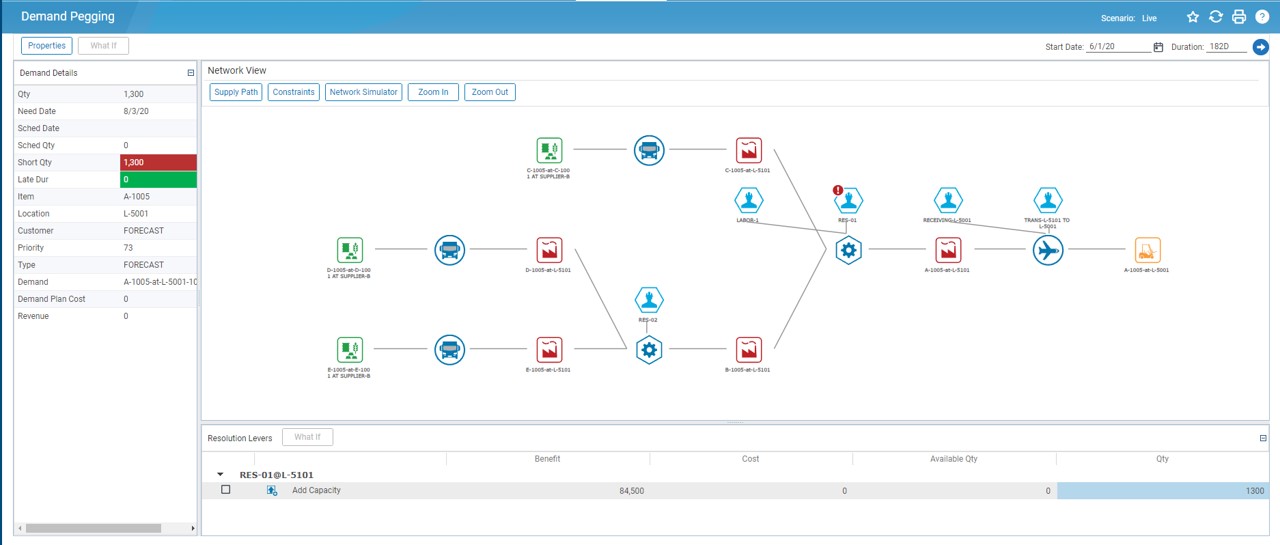 Demand Pegging
Scenario: Live
Properties
What If
Start Date: 6/1/20
Duration: 182D
Demand Details
Qty 1,300
Need Date 8/3/20
Sched Date
Sched Qty 0
Short Qty 1,300
Late Dur 0
Item A-1005
Location L-5001
Customer FORECAST
Priority 73
Type FORECAST
Demand A-1005-at-L-5001-10
Demand Plan Cost 0
Revenue 0
Network View
Supply Path
Constraints
Network Simulator
Zoom In
Zoom Out
C-1005-at-C-100
1 AT SUPPLIER-B
C-1005-at-L-5101
LABOR-1
!
RES-01
RECEIVING-L-5001
TRANS-L-5101 TO
L-5001
D-1005-at-D-100
1 AT SUPPLIER-B
D-1005-at-L-5101
A-1005-at-L-5101
A-1005-at-L-5001
RES-02
E-1005-at-E-100
1 AT SUPPLIER-B
E-1005-at-L-5101
B-1005-at-L-5101
Resolution Levers
What If
Benefit Cost Available Qty Qty
RES-01@L-5101
Add Capacity 84,500 0 0 1300